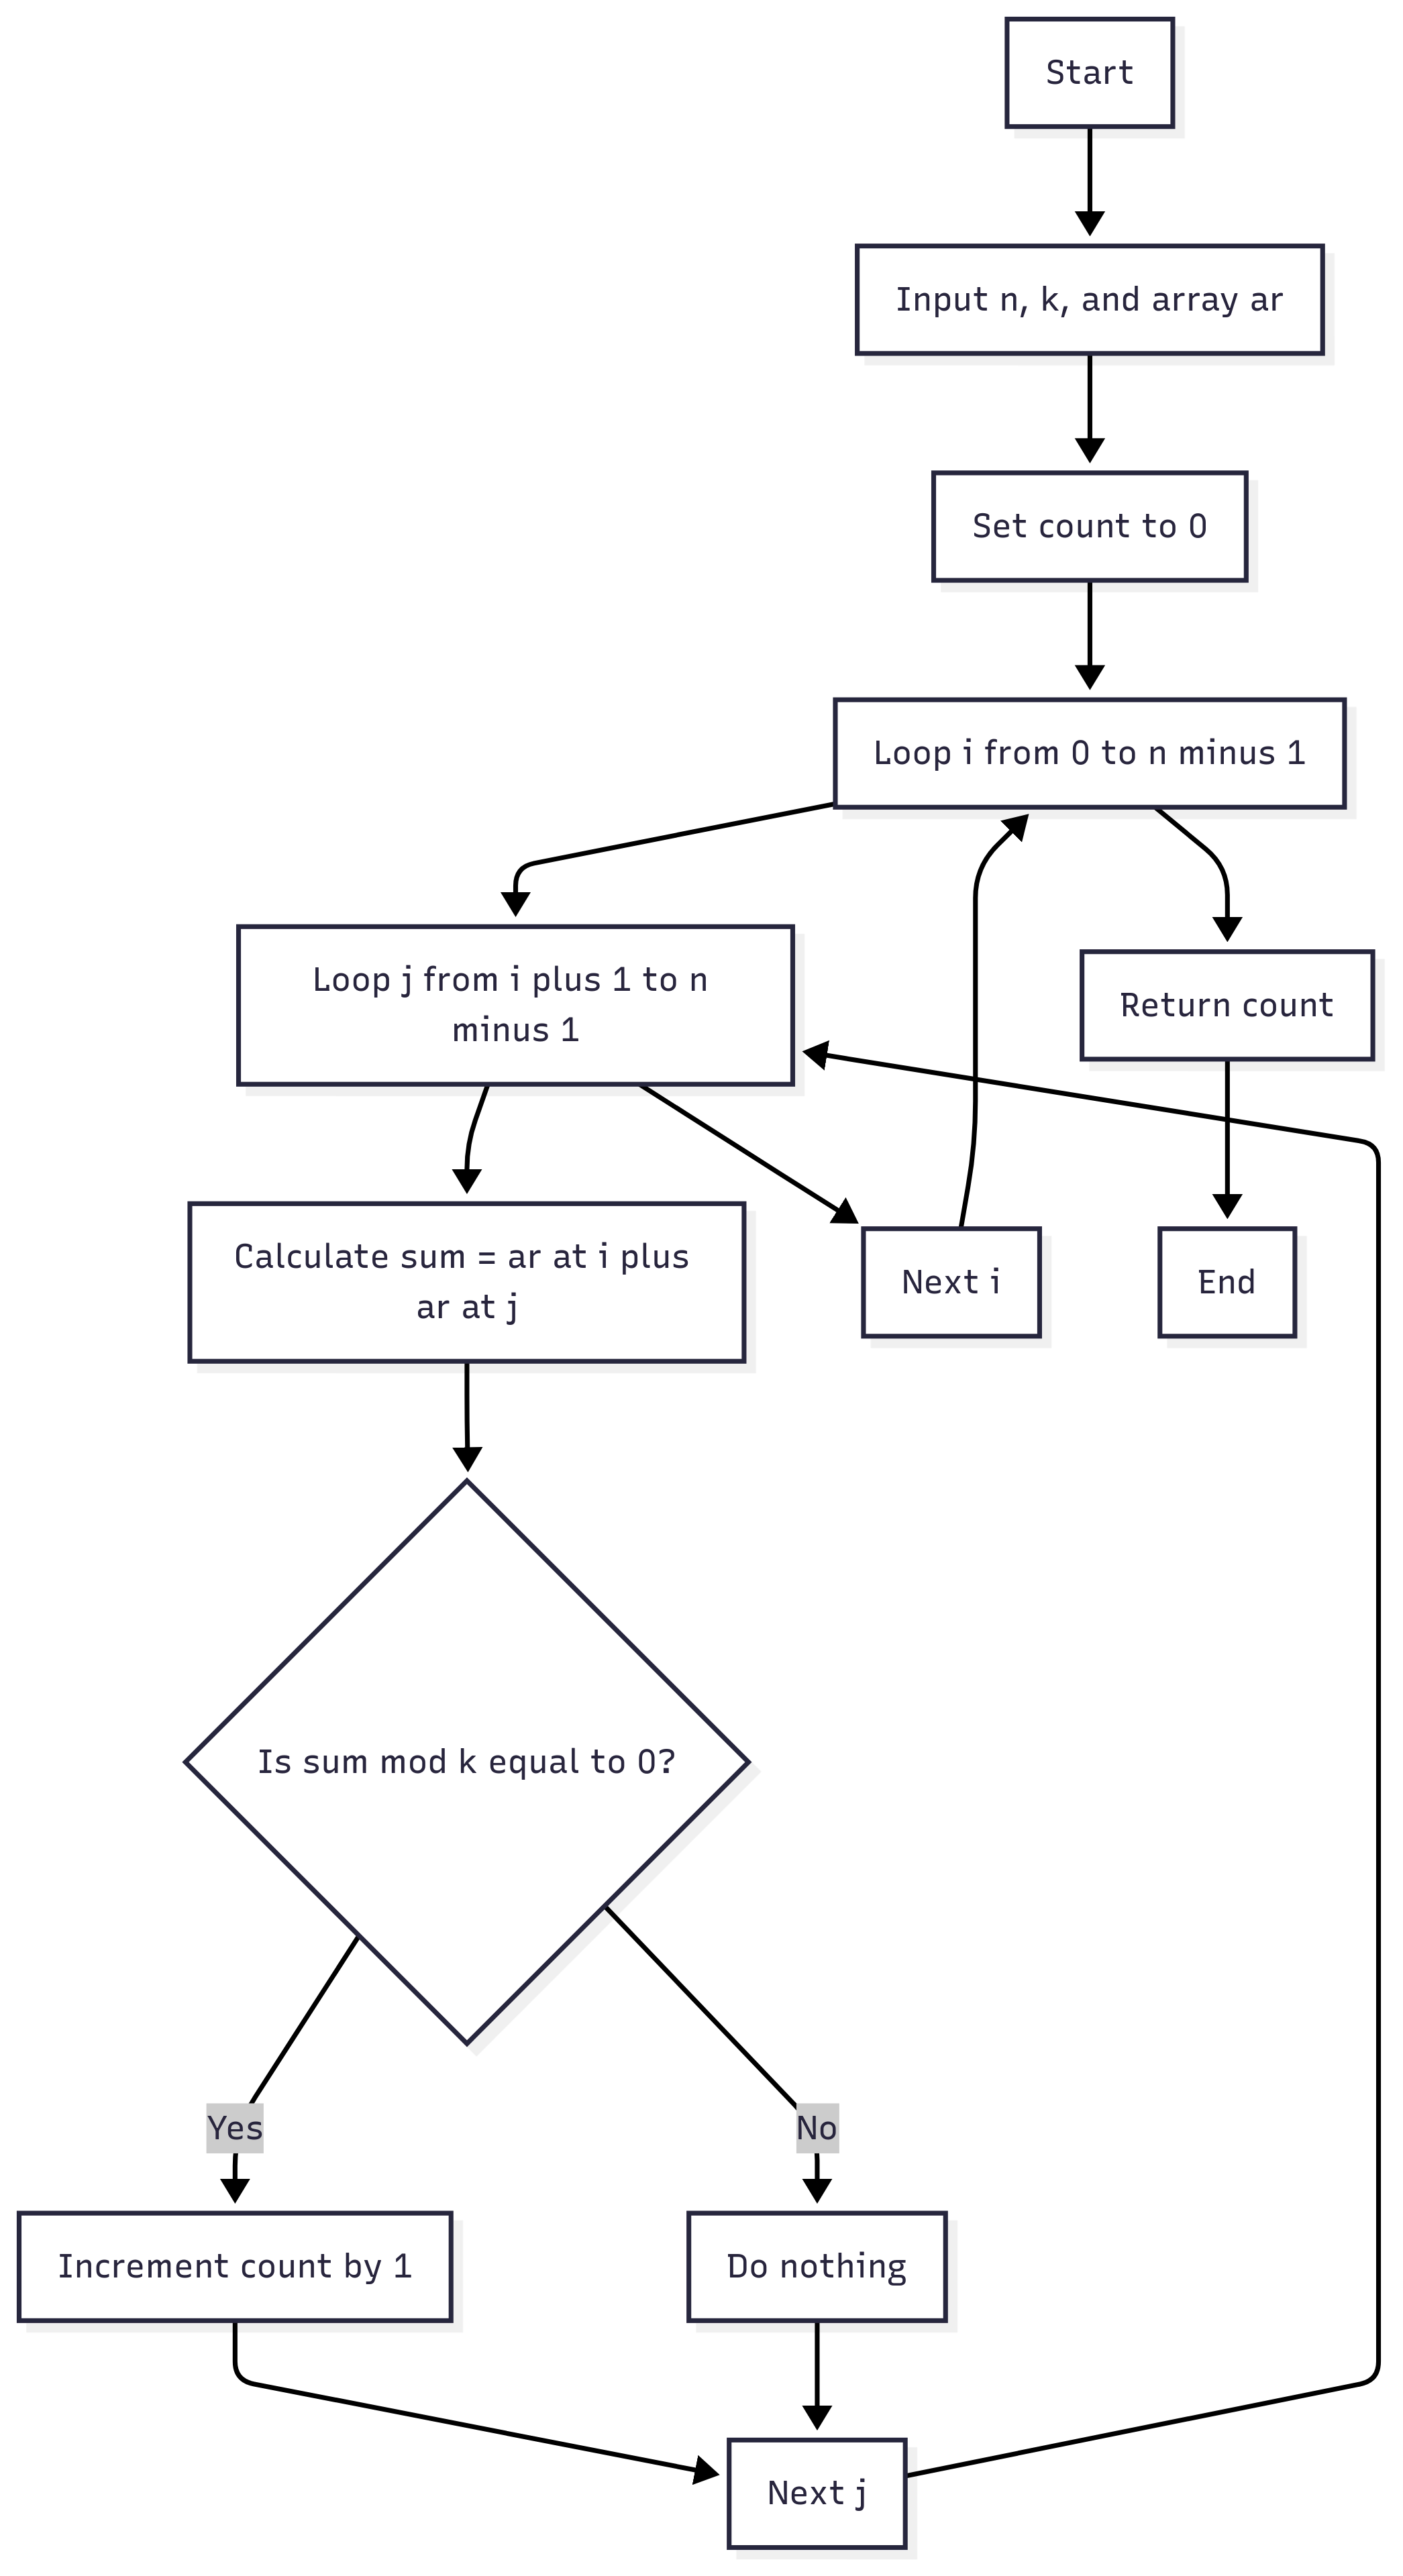 Start
Input n, k, and array ar
Set count to 0
Loop i from 0 to n minus 1
Loop j from i plus 1 to n
minus 1
Return count
Calculate sum = ar at i plus
ar at j
Next i
End
Is sum mod k equal to 0?
Yes
No
Increment count by 1
Do nothing
Next j